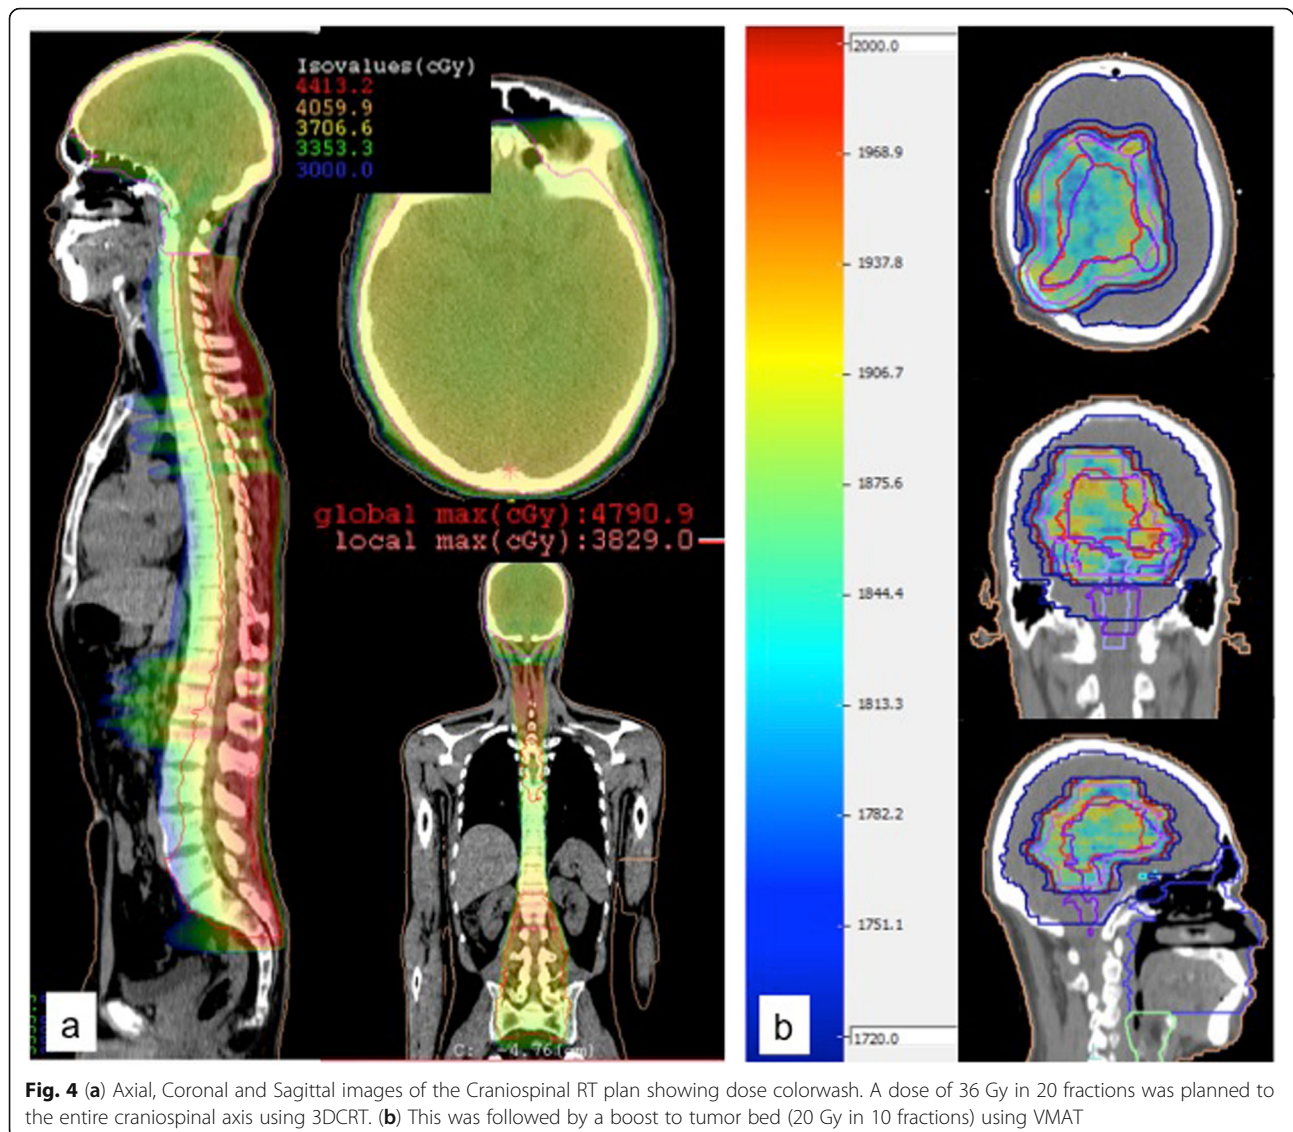 Isovalues(cGy)
4413.2
4059.9
3706.6
3353.3
3000.0
global max(cGy):4790.9
local max(cGy):3829.0
C: -4.76(cm)
a
2000.0
1968.9
1937.8
1906.7
1875.6
1844.4
1813.3
1782.2
1751.1
1720.0
b
Fig. 4 (a) Axial, Coronal and Sagittal images of the Craniospinal RT plan showing dose colorwash. A dose of 36 Gy in 20 fractions was planned to
the entire craniospinal axis using 3DCRT. (b) This was followed by a boost to tumor bed (20 Gy in 10 fractions) using VMAT